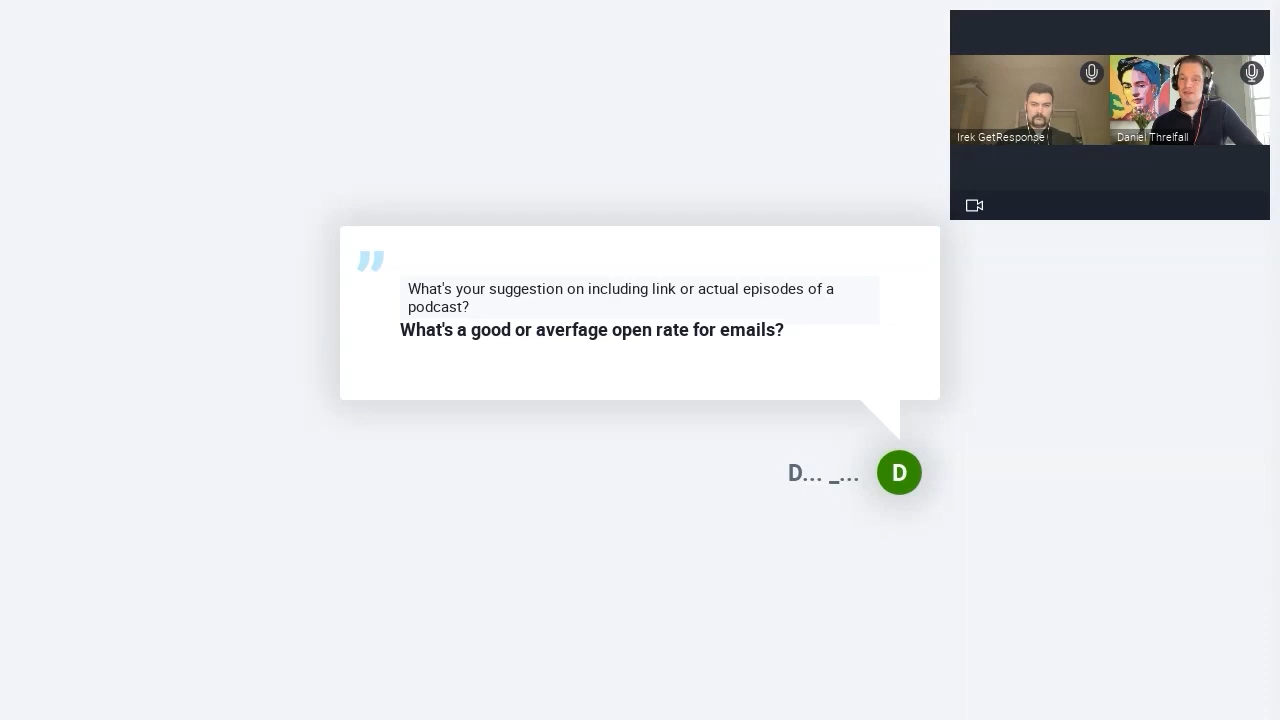 Irek GetResponse
Daniel Threlfall
”
What's your suggestion on including link or actual episodes of a
podcast?
What's a good or averfage open rate for emails?
D... _...
D